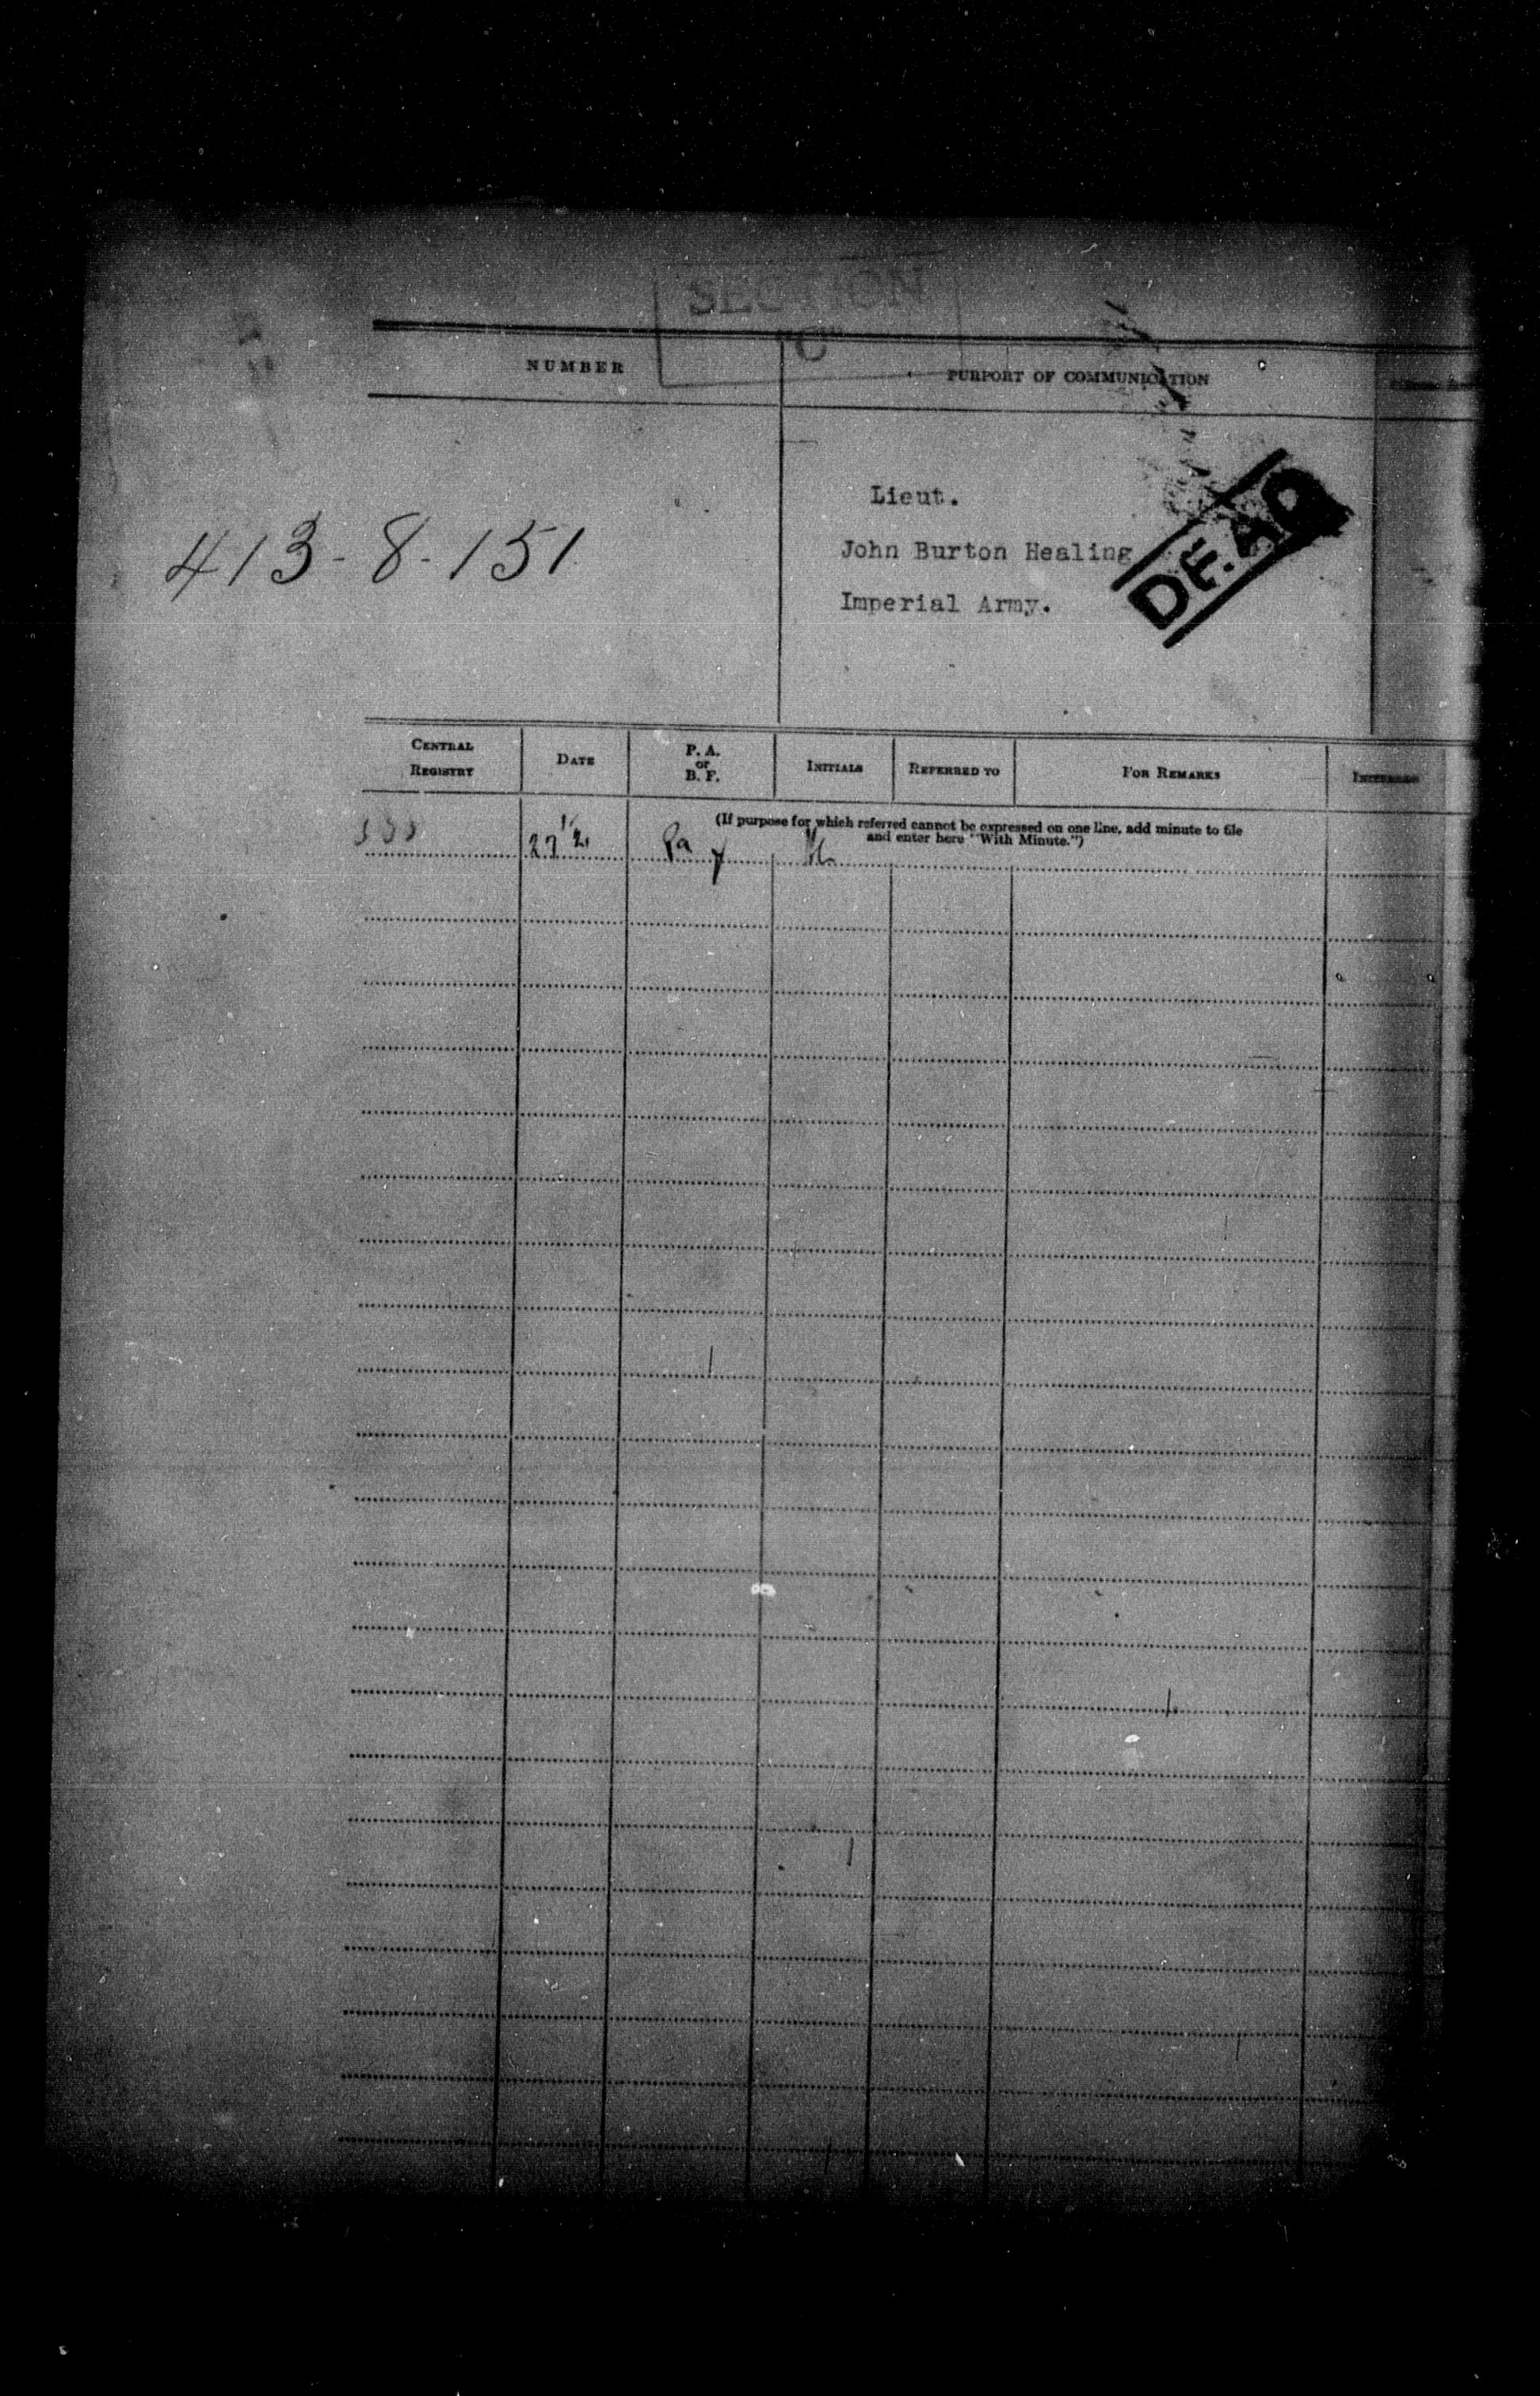 SECTION
"C"
NUMBER
PURPORT OF COMMUNICATION
413-8-151
Lieut.
John Burton Healing
Imperial Army.
DEAD
CENTRAL REGISTRY
DATE
P. A. or B. F.
INITIALS
REFERRED TO
FOR REMARKS
(If purpose for which referred cannot be expressed on one line, add minute to file
and enter here "With Minute.")
Pa